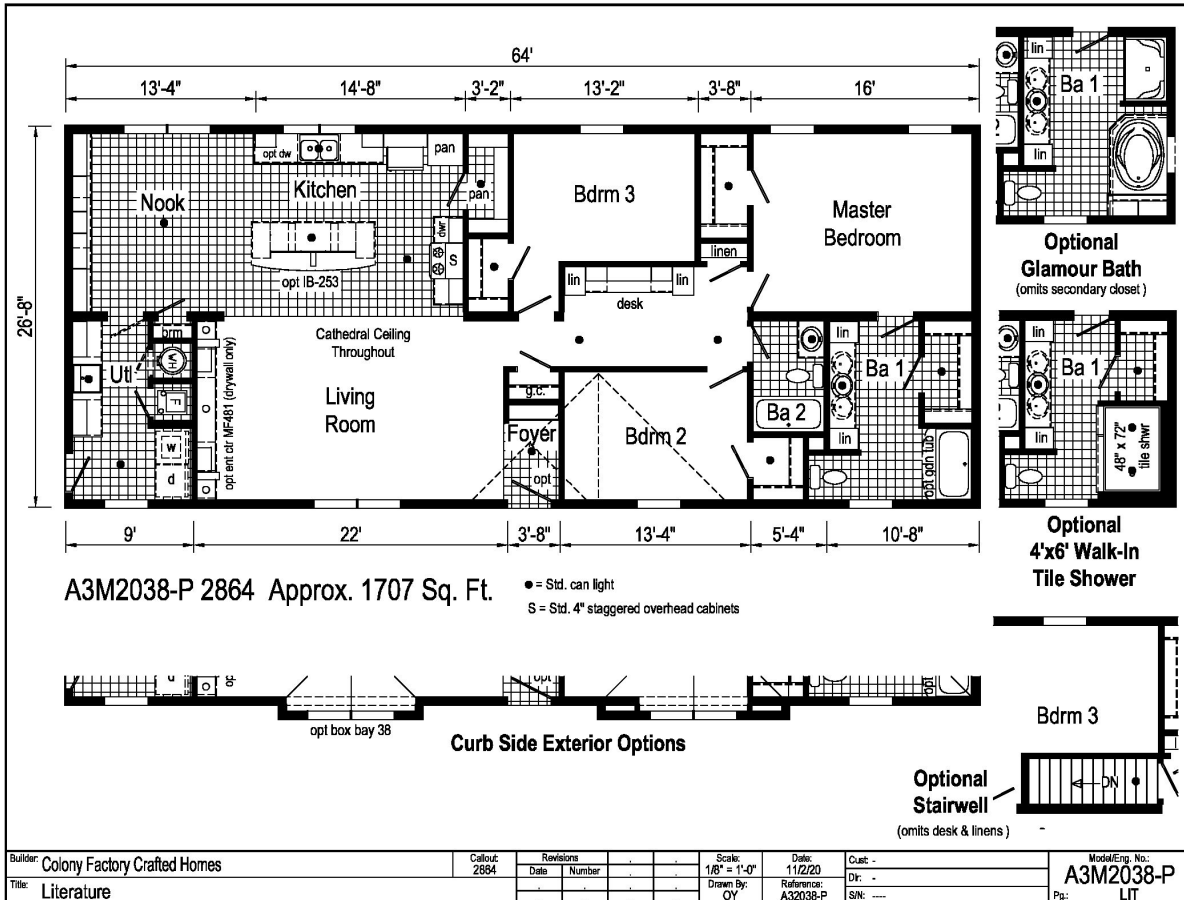 64'
13'-4" 14'-8" 3'-2" 13'-2" 3'-8" 16'
26'-8"
opt dw
pan
Kitchen
Nook
pan
dwr
S
opt IB-253
Bdrm 3
Master
Bedroom
linen
lin
lin
desk
Cathedral Ceiling
Throughout
brm
WH
Utl
F
w
d
opt ent ctr MF481 (drywall only)
Living
Room
g.c.
Foyer
opt
Bdrm 2
Ba 2
lin
Ba 1
lin
opt gdn tub
9' 22' 3'-8" 13'-4" 5'-4" 10'-8"
A3M2038-P 2864 Approx. 1707 Sq. Ft.
● = Std. can light
S = Std. 4" staggered overhead cabinets
lin
Ba 1
lin
Optional
Glamour Bath
(omits secondary closet )
lin
Ba 1
lin
48" x 72"
tile shwr
Optional
4'x6' Walk-In
Tile Shower
opt
opt box bay 38
Curb Side Exterior Options
Bdrm 3
DN
Optional
Stairwell
(omits desk & linens )
Builder: Colony Factory Crafted Homes
Title: Literature
Callout:
2864
Revisions
Date Number
Scale:
1/8" = 1'-0"
Drawn By:
OY
Date:
11/2/20
Reference:
A32038-P
Cust: -
Dir: -
S/N: ----
Model/Eng. No.:
A3M2038-P
Pg.: LIT